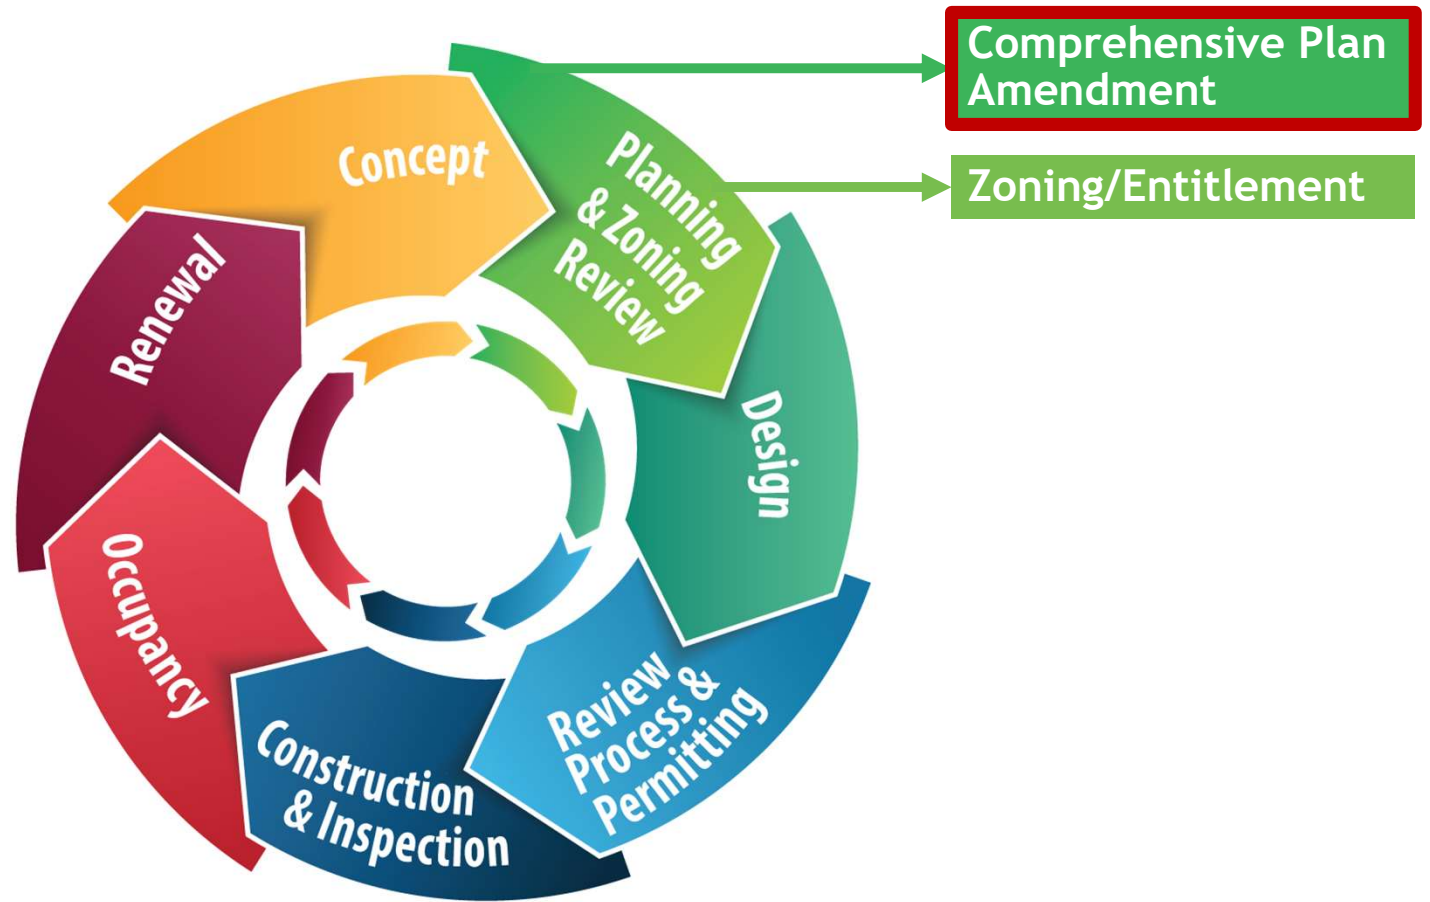 Comprehensive Plan
Amendment
Zoning/Entitlement
Concept
Planning
& Zoning
Review
Design
Review
Process &
Permitting
Construction
& Inspection
Occupancy
Renewal